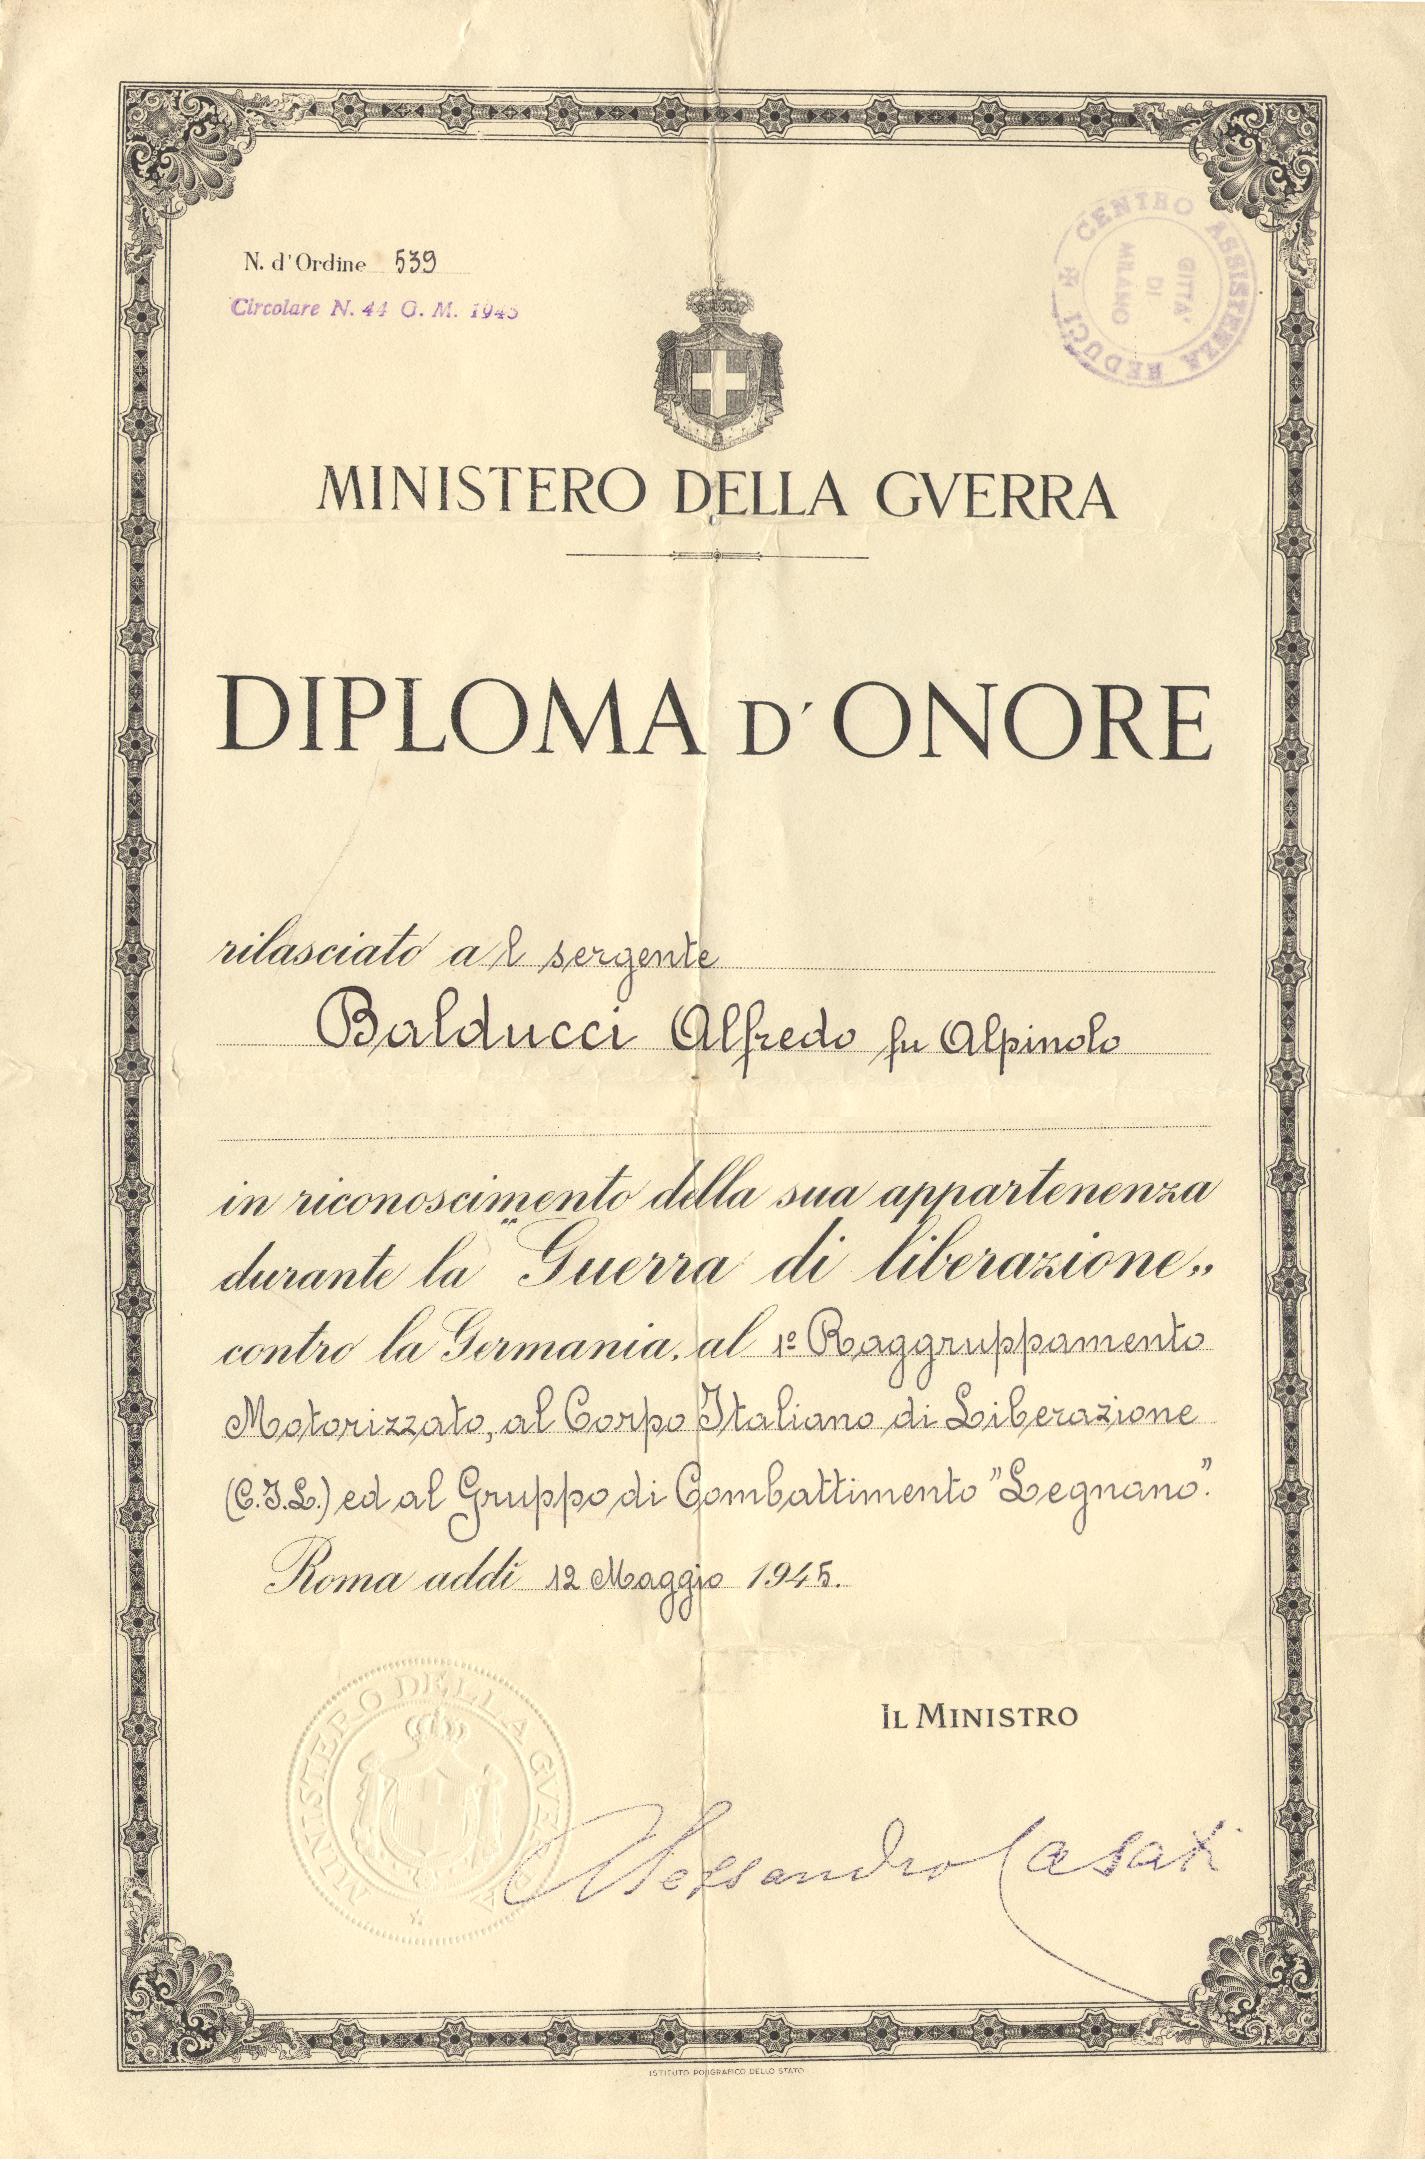 N. d'Ordine 539
Circolare N. 44 G. M. 1945
CENTRO ASSISTENZA REDUCI
CITTA'
DI
MILANO
MINISTERO DELLA GVERRA
DIPLOMA D'ONORE
rilasciato al sergente
Balducci Alfredo fu Alpinolo
in riconoscimento della sua appartenenza
durante la "Guerra di liberazione„
contro la Germania, al 1º Raggruppamento
Motorizzato, al Corpo Italiano di Liberazione
(C.I.L.) ed al Gruppo di Combattimento "Legnano".
Roma addì 12 Maggio 1945.
IL MINISTRO
MINISTERO DELLA GVERRA
Alessandro Casati
ISTITUTO POLIGRAFICO DELLO STATO